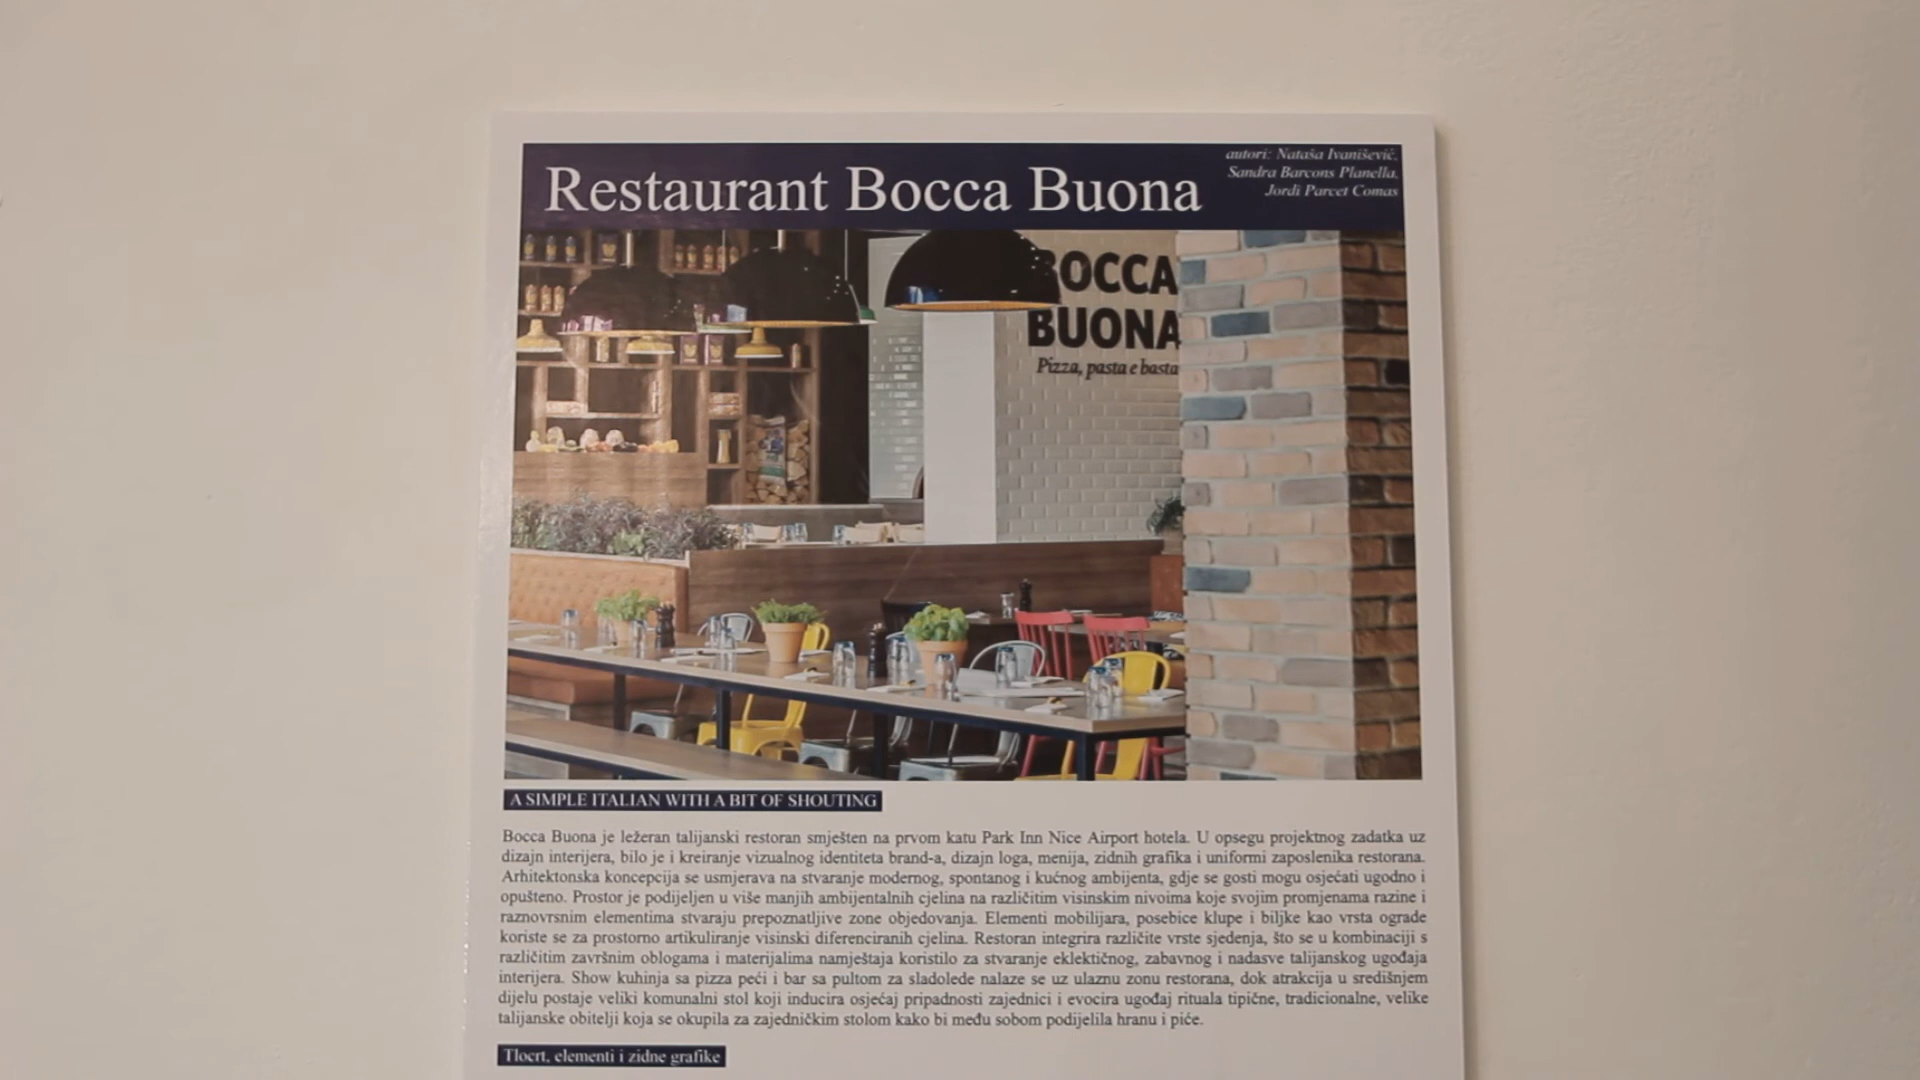 Restaurant Bocca Buona
autori: Nataša Ivanišević,
Sandra Barcons Planella,
Jordi Parcet Comas
BOCCA
BUONA
Pizza, pasta e basta
A SIMPLE ITALIAN WITH A BIT OF SHOUTING
Bocca Buona je ležeran talijanski restoran smješten na prvom katu Park Inn Nice Airport hotela. U opsegu projektnog zadatka uz
dizajn interijera, bilo je i kreiranje vizualnog identiteta brand-a, dizajn loga, menija, zidnih grafika i uniformi zaposlenika restorana.
Arhitektonska koncepcija se usmjerava na stvaranje modernog, spontanog i kućnog ambijenta, gdje se gosti mogu osjećati ugodno i
opušteno. Prostor je podijeljen u više manjih ambijentalnih cjelina na različitim visinskim nivoima koje svojim promjenama razine i
raznovrsnim elementima stvaraju prepoznatljive zone objedovanja. Elementi mobilijara, posebice klupe i biljke kao vrsta ograde
koriste se za prostorno artikuliranje visinski diferenciranih cjelina. Restoran integrira različite vrste sjedenja, što se u kombinaciji s
različitim završnim oblogama i materijalima namještaja koristilo za stvaranje eklektičnog, zabavnog i nadasve talijanskog ugođaja
interijera. Show kuhinja sa pizza peći i bar sa pultom za sladolede nalaze se uz ulaznu zonu restorana, dok atrakcija u središnjem
dijelu postaje veliki komunalni stol koji inducira osjećaj pripadnosti zajednici i evocira ugođaj rituala tipične, tradicionalne, velike
talijanske obitelji koja se okupila za zajedničkim stolom kako bi među sobom podijelila hranu i piće.
Tlocrt, elementi i zidne grafike